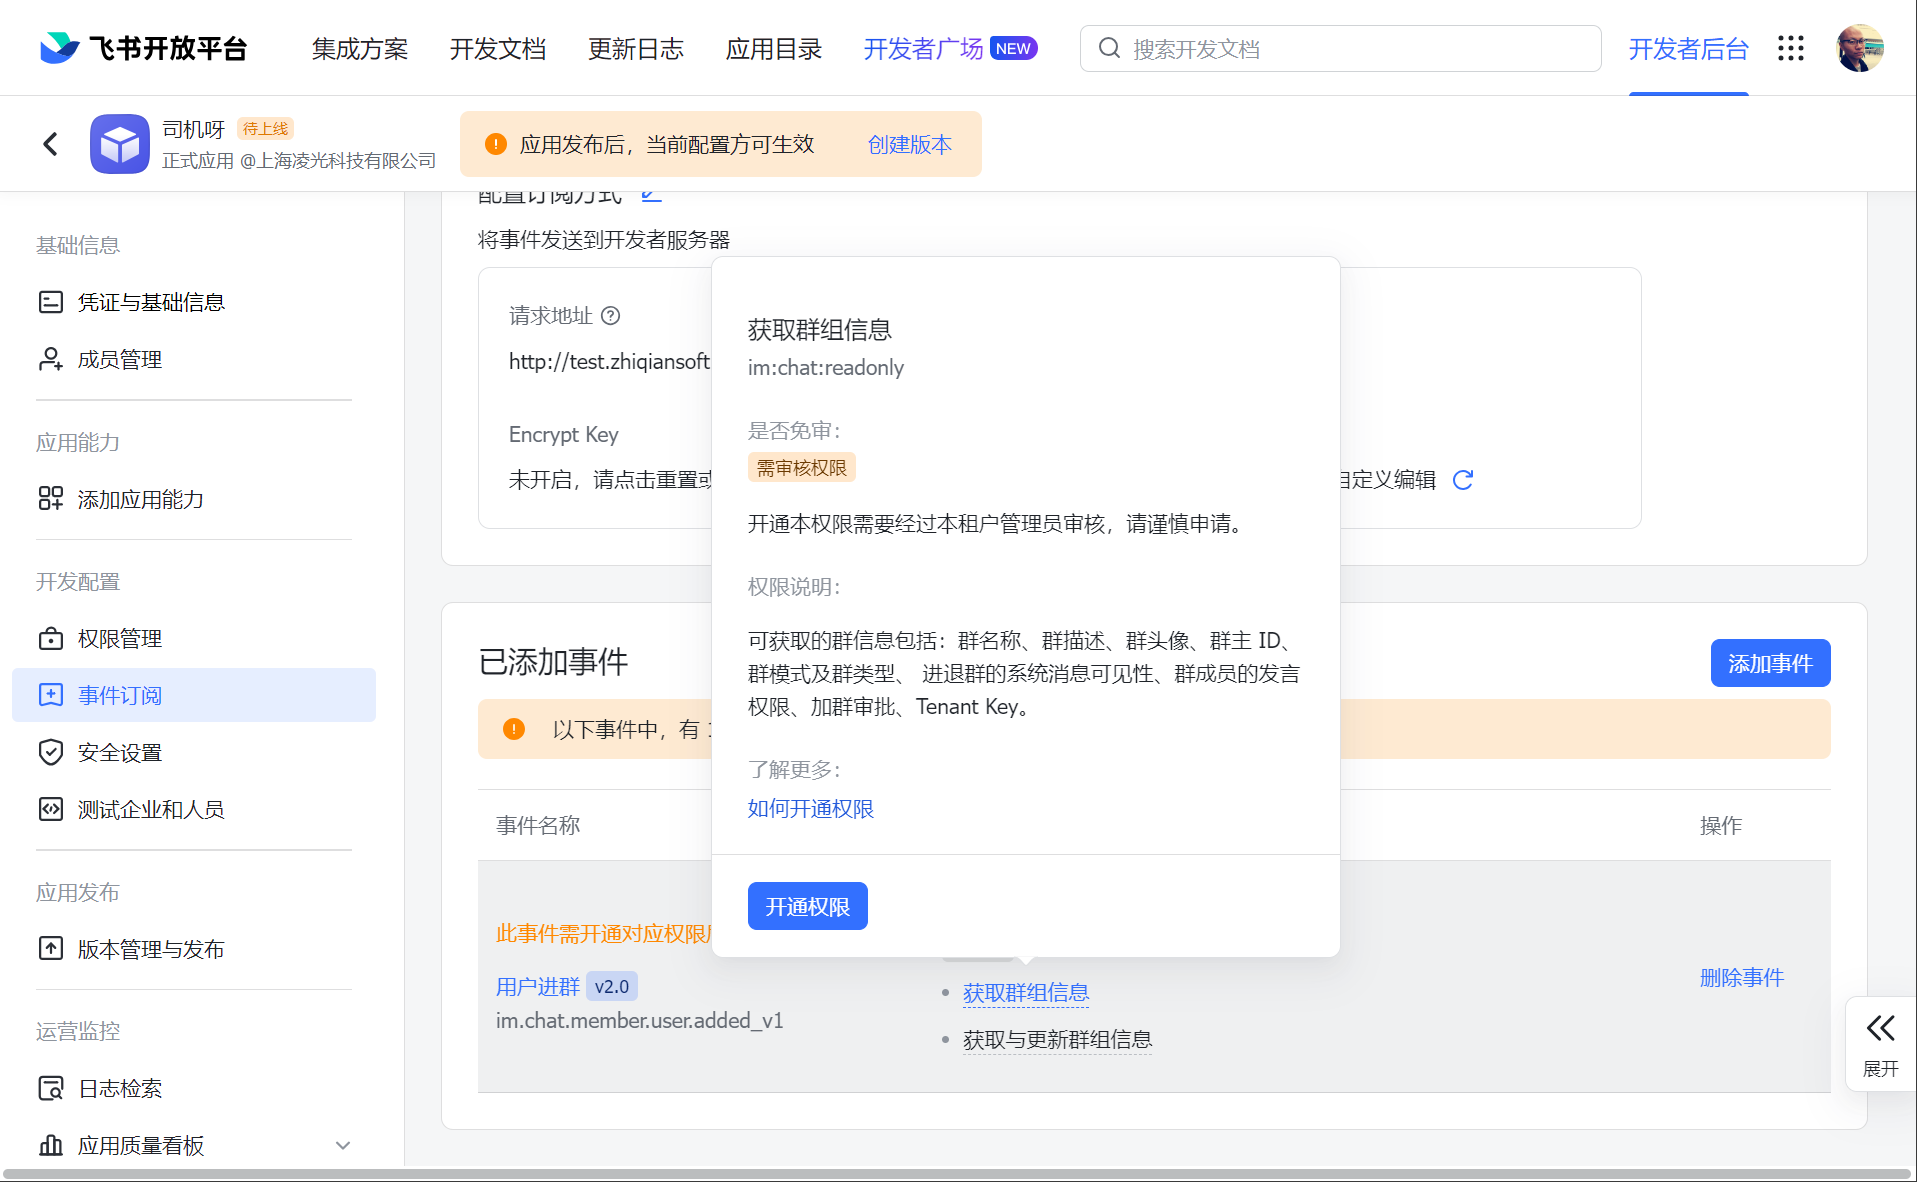 飞书开放平台
集成方案
开发文档
更新日志
应用目录
开发者广场 NEW
搜索开发文档
开发者后台
司机呀 待上线
正式应用 @上海凌光科技有限公司
应用发布后，当前配置方可生效 创建版本
基础信息
凭证与基础信息
成员管理
应用能力
添加应用能力
开发配置
权限管理
事件订阅
安全设置
测试企业和人员
应用发布
版本管理与发布
运营监控
日志检索
应用质量看板
配置订阅方式
将事件发送到开发者服务器
请求地址
http://test.zhiqiansoft
Encrypt Key
未开启，请点击重置或
自定义编辑
获取群组信息
im:chat:readonly
是否免审：
需审核权限
开通本权限需要经过本租户管理员审核，请谨慎申请。
权限说明：
可获取的群信息包括：群名称、群描述、群头像、群主 ID、
群模式及群类型、 进退群的系统消息可见性、群成员的发言
权限、加群审批、Tenant Key。
了解更多：
如何开通权限
开通权限
已添加事件
添加事件
以下事件中，有
事件名称
操作
此事件需开通对应权限
用户进群 v2.0
im.chat.member.user.added_v1
获取群组信息
获取与更新群组信息
删除事件
展开